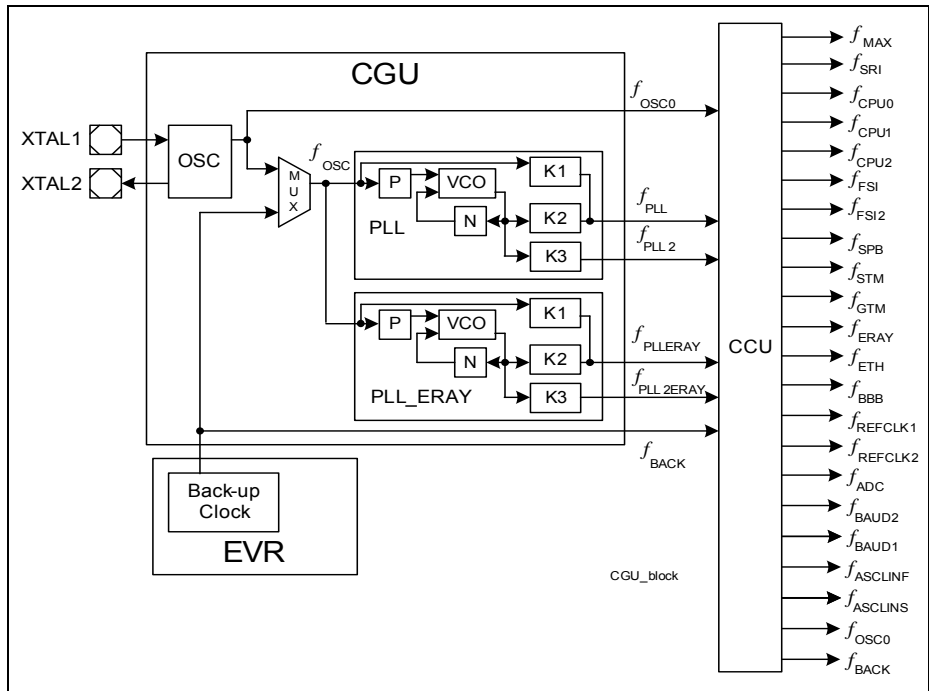 CGU
XTAL1
XTAL2
OSC
MUX
f OSC0
f OSC
P
VCO
N
K1
K2
K3
PLL
f PLL
f PLL 2
P
VCO
N
K1
K2
K3
PLL_ERAY
f PLLERAY
f PLL 2ERAY
f BACK
Back-up
Clock
EVR
CGU_block
CCU
f MAX
f SRI
f CPU0
f CPU1
f CPU2
f FSI
f FSI2
f SPB
f STM
f GTM
f ERAY
f ETH
f BBB
f REFCLK1
f REFCLK2
f ADC
f BAUD2
f BAUD1
f ASCLINF
f ASCLINS
f OSC0
f BACK